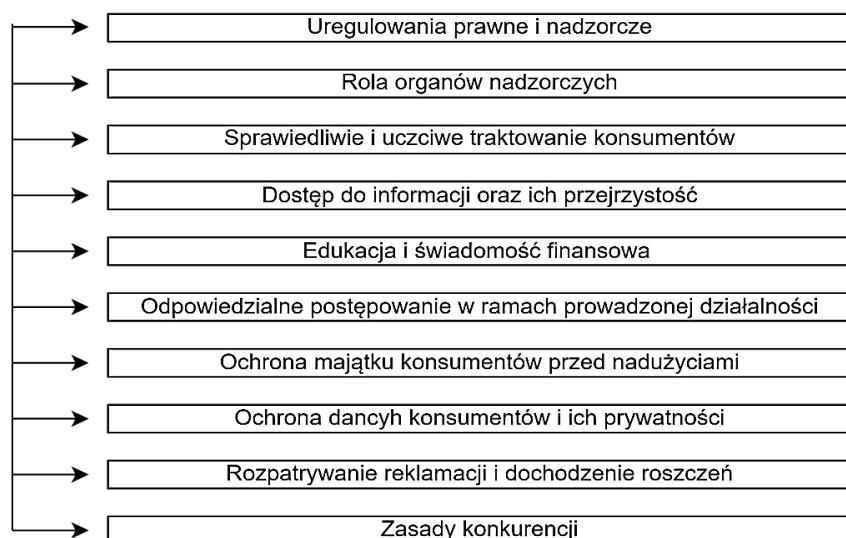 Uregulowania prawne i nadzorcze
Rola organów nadzorczych
Sprawiedliwie i uczciwe traktowanie konsumentów
Dostęp do informacji oraz ich przejrzystość
Edukacja i świadomość finansowa
Odpowiedzialne postępowanie w ramach prowadzonej działalności
Ochrona majątku konsumentów przed nadużyciami
Ochrona dancyh konsumentów i ich prywatności
Rozpatrywanie reklamacji i dochodzenie roszczeń
Zasady konkurencji